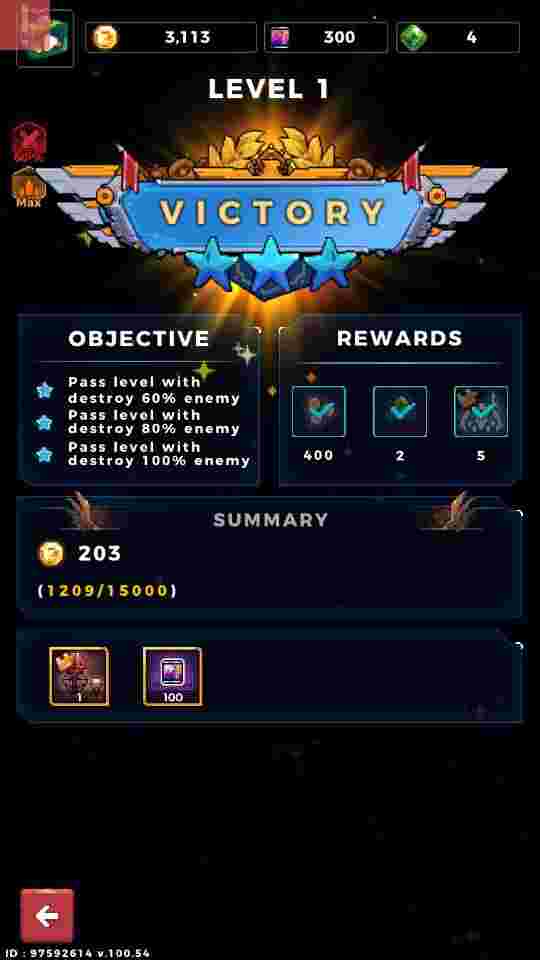 3,113
300
4
LEVEL 1
Max
VICTORY
OBJECTIVE
Pass level with
destroy 60% enemy
Pass level with
destroy 80% enemy
Pass level with
destroy 100% enemy
REWARDS
400
2
5
SUMMARY
203
(1209/15000)
1
100
ID : 97592614 v.100.54